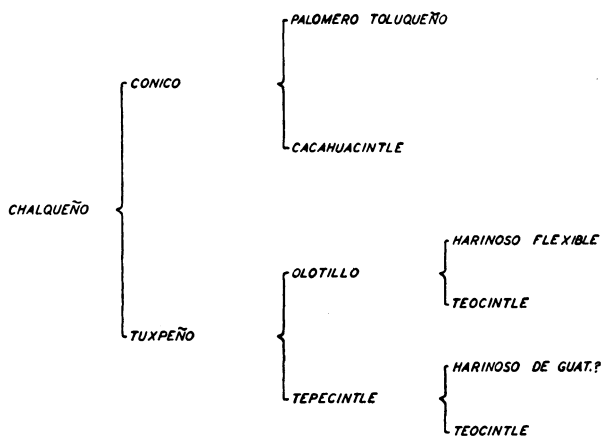 PALOMERO TOLUQUEÑO
CONICO
CACAHUACINTLE
CHALQUEÑO
HARINOSO FLEXIBLE
OLOTILLO
TEOCINTLE
TUXPEÑO
HARINOSO DE GUAT.?
TEPECINTLE
TEOCINTLE